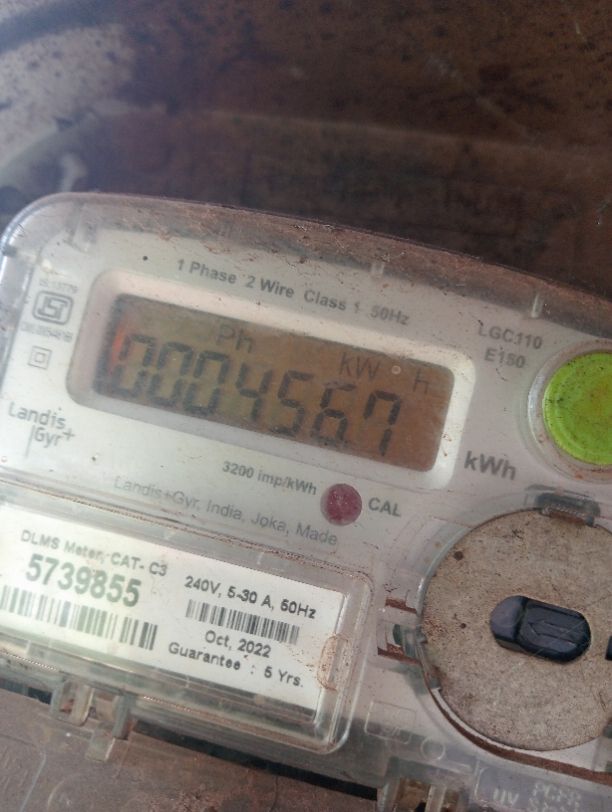 1 Phase 2 Wire Class 1 50Hz
LGC110
E150
Ph
kW h
0004567
kWh
Landis
Gyr+
3200 imp/kWh
CAL
Landis+Gyr, India, Joka, Made
DLMS Meter, CAT- C3
5739855
240V, 5-30 A, 50Hz
Oct, 2022
Guarantee : 5 Yrs.